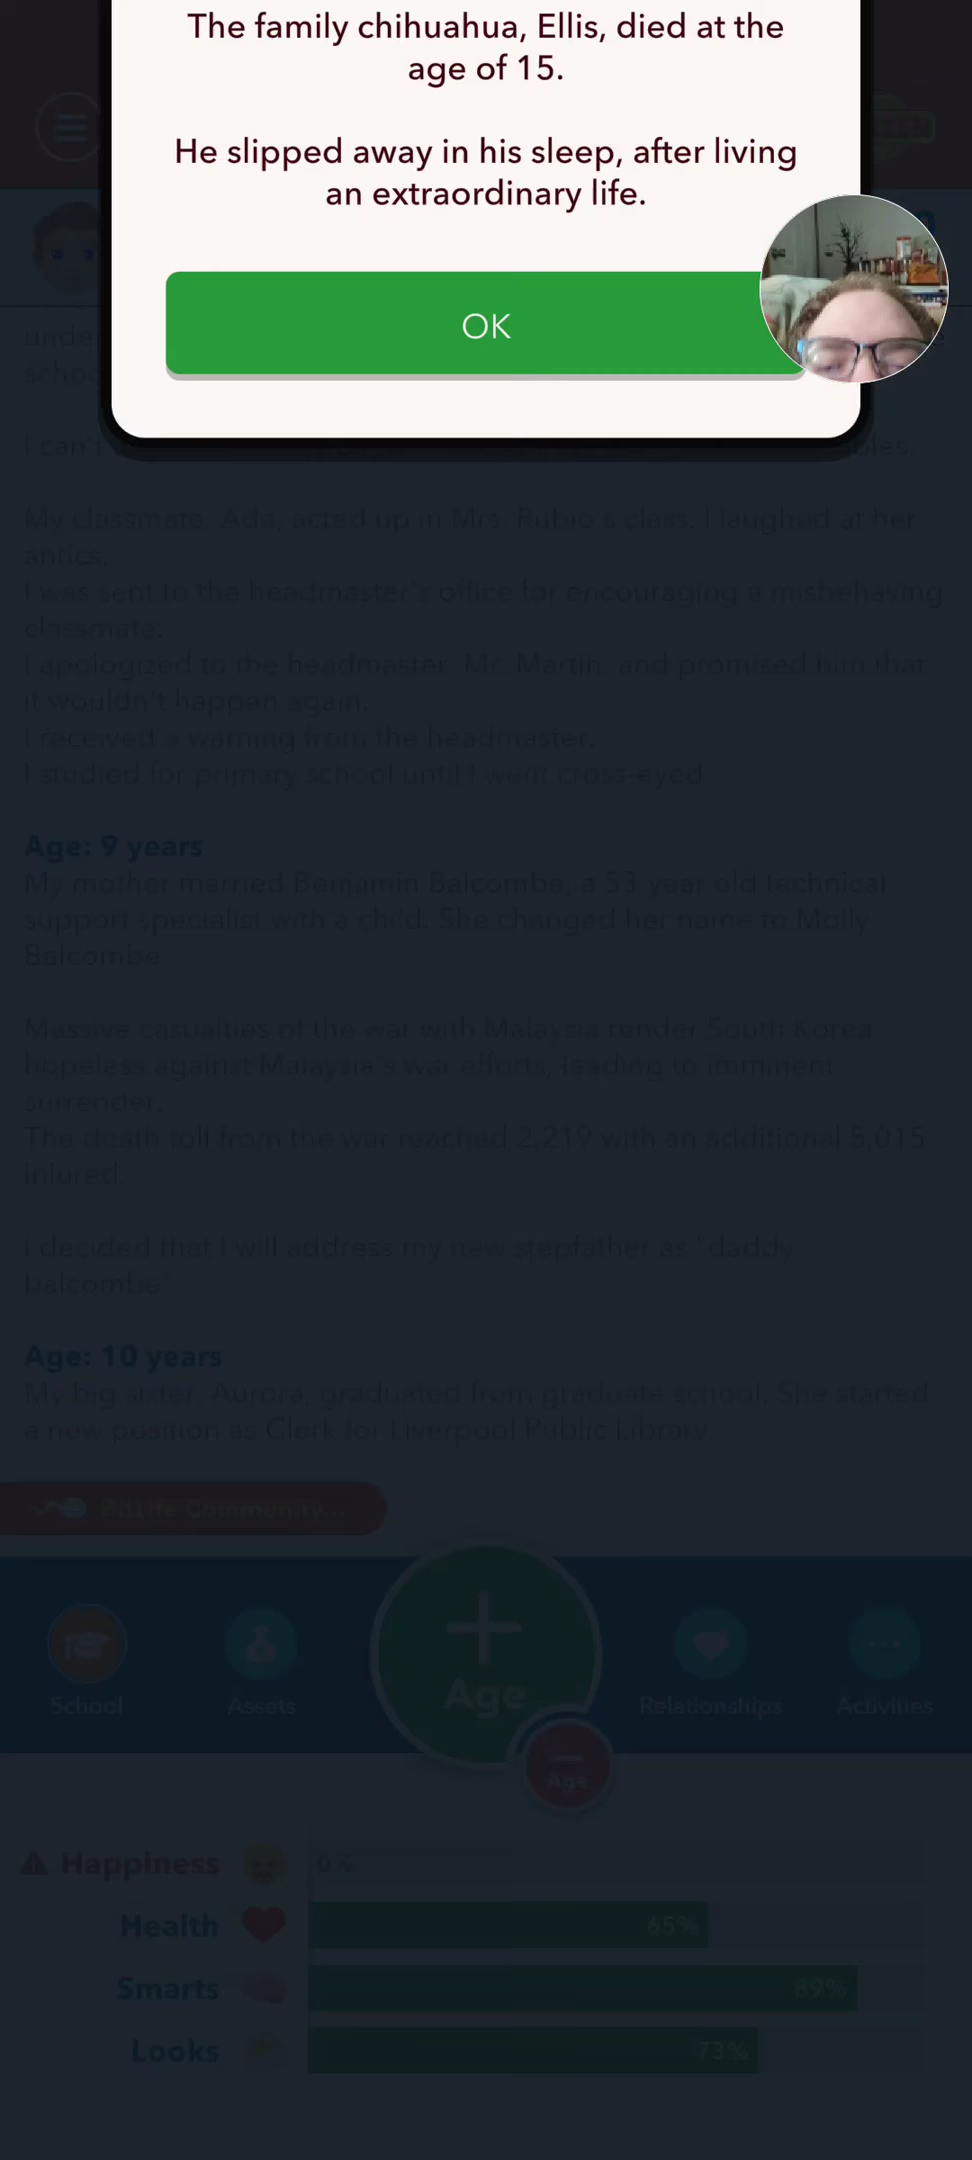 The family chihuahua, Ellis, died at the
age of 15.
He slipped away in his sleep, after living
an extraordinary life.
OK
I can't
My classmate, Ada, acted up in Mrs. Rubio's class. I laughed at her
antics.
I was sent to the headmaster's office for encouraging a misbehaving
classmate.
I apologized to the headmaster, Mr. Martin, and promised him that
it wouldn't happen again.
I received a warning from the headmaster.
I studied for primary school until I went cross-eyed
Age: 9 years
My mother married Benjamin Balcombe, a 53 year old technical
support specialist with a child. She changed her name to Molly
Balcombe
Massive casualties of the war with Malaysia render South Korea
hopeless against Malaysia's war efforts, leading to imminent
surrender.
The death toll from the war reached 2,219 with an additional 5,015
injured.
I decided that I will address my new stepfather as "daddy
balcombe"
Age: 10 years
My big sister, Aurora, graduated from graduate school. She started
a new position as Clerk for Liverpool Public Library
BitLife Community...
School
Assets
Age
Relationships
Activities
Age
Happiness 0%
Health 65%
Smarts 89%
Looks 73%